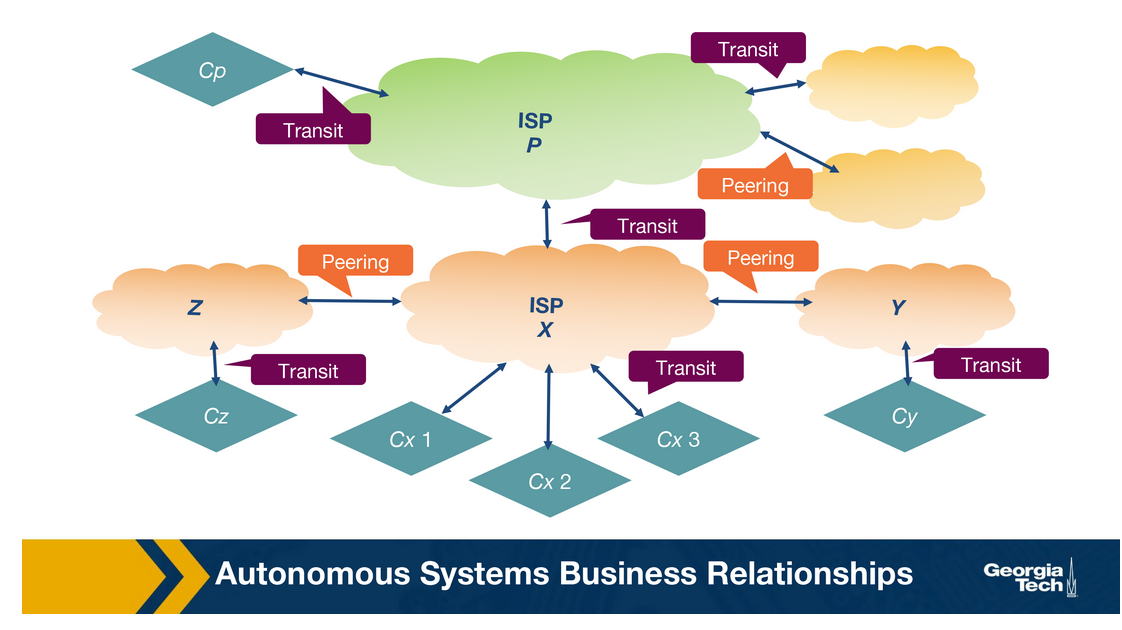 Transit
Cp
ISP
P
Transit
Peering
Transit
Peering
Peering
Z
ISP
X
Y
Transit
Transit
Transit
Cz
Cx 1
Cx 3
Cy
Cx 2
Autonomous Systems Business Relationships
Georgia
Tech